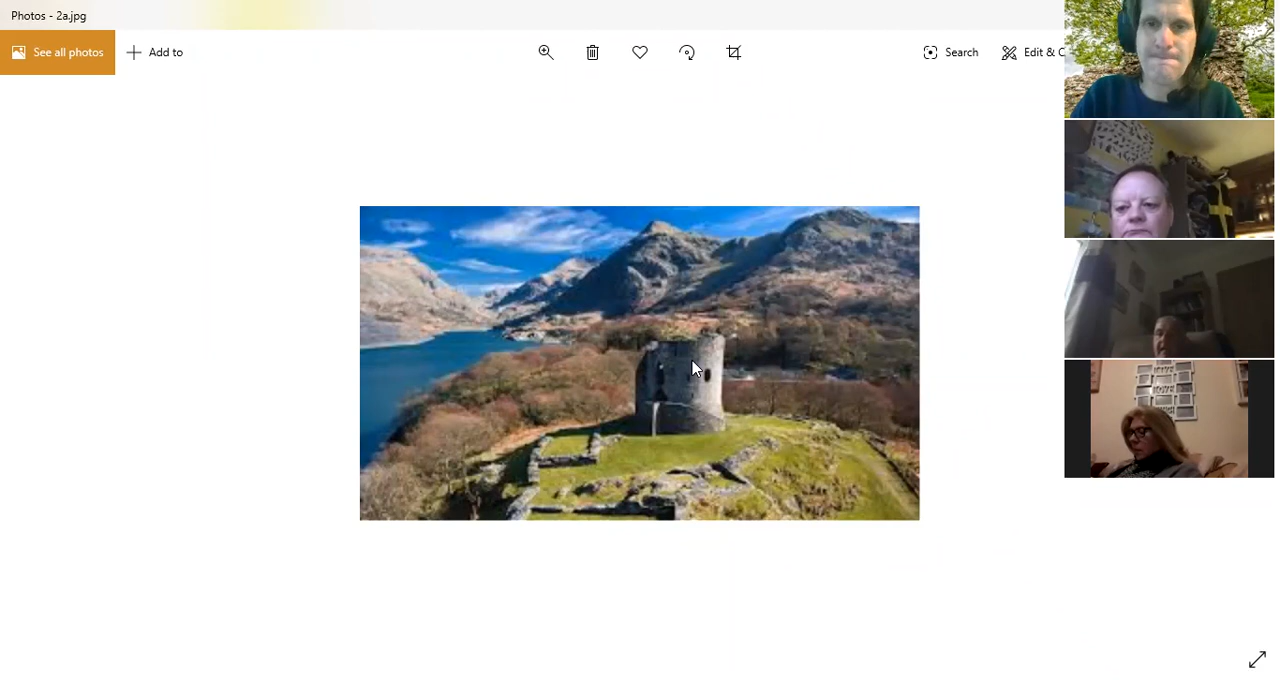 Photos - 2a.jpg
See all photos
Add to
Search
Edit & C